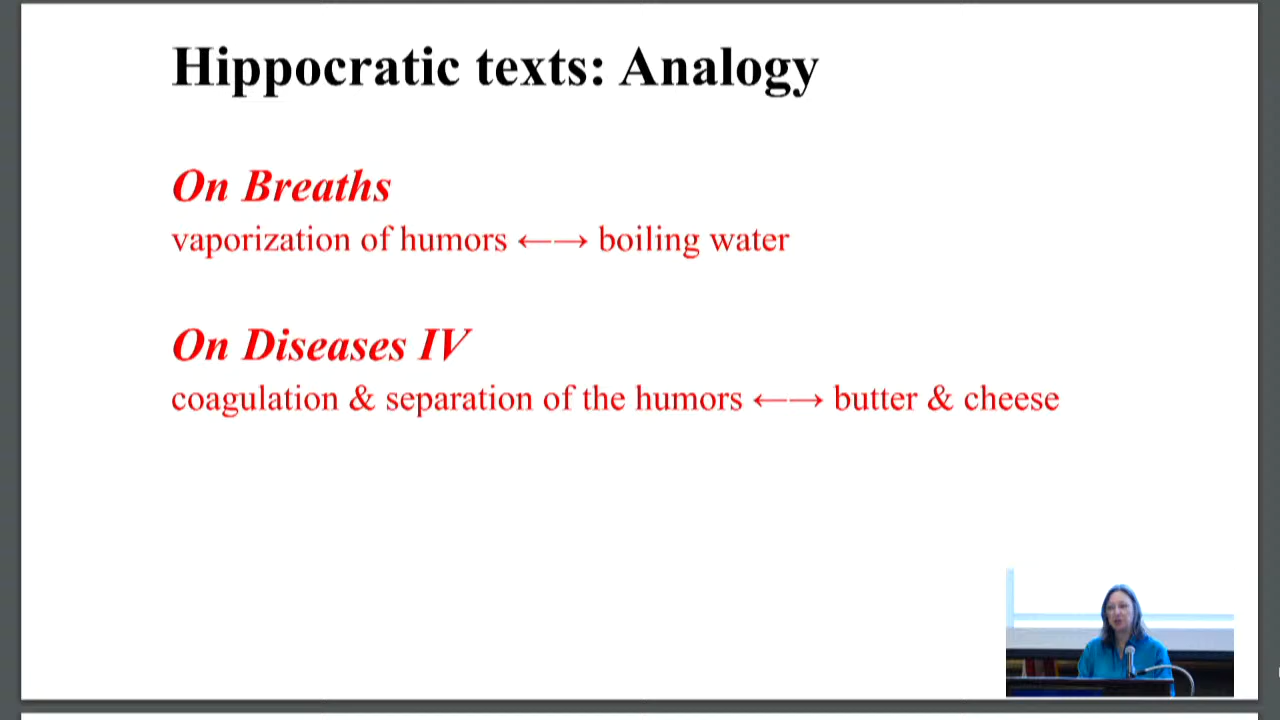 Hippocratic texts: Analogy
On Breaths
vaporization of humors ←→ boiling water
On Diseases IV
coagulation & separation of the humors ←→ butter & cheese